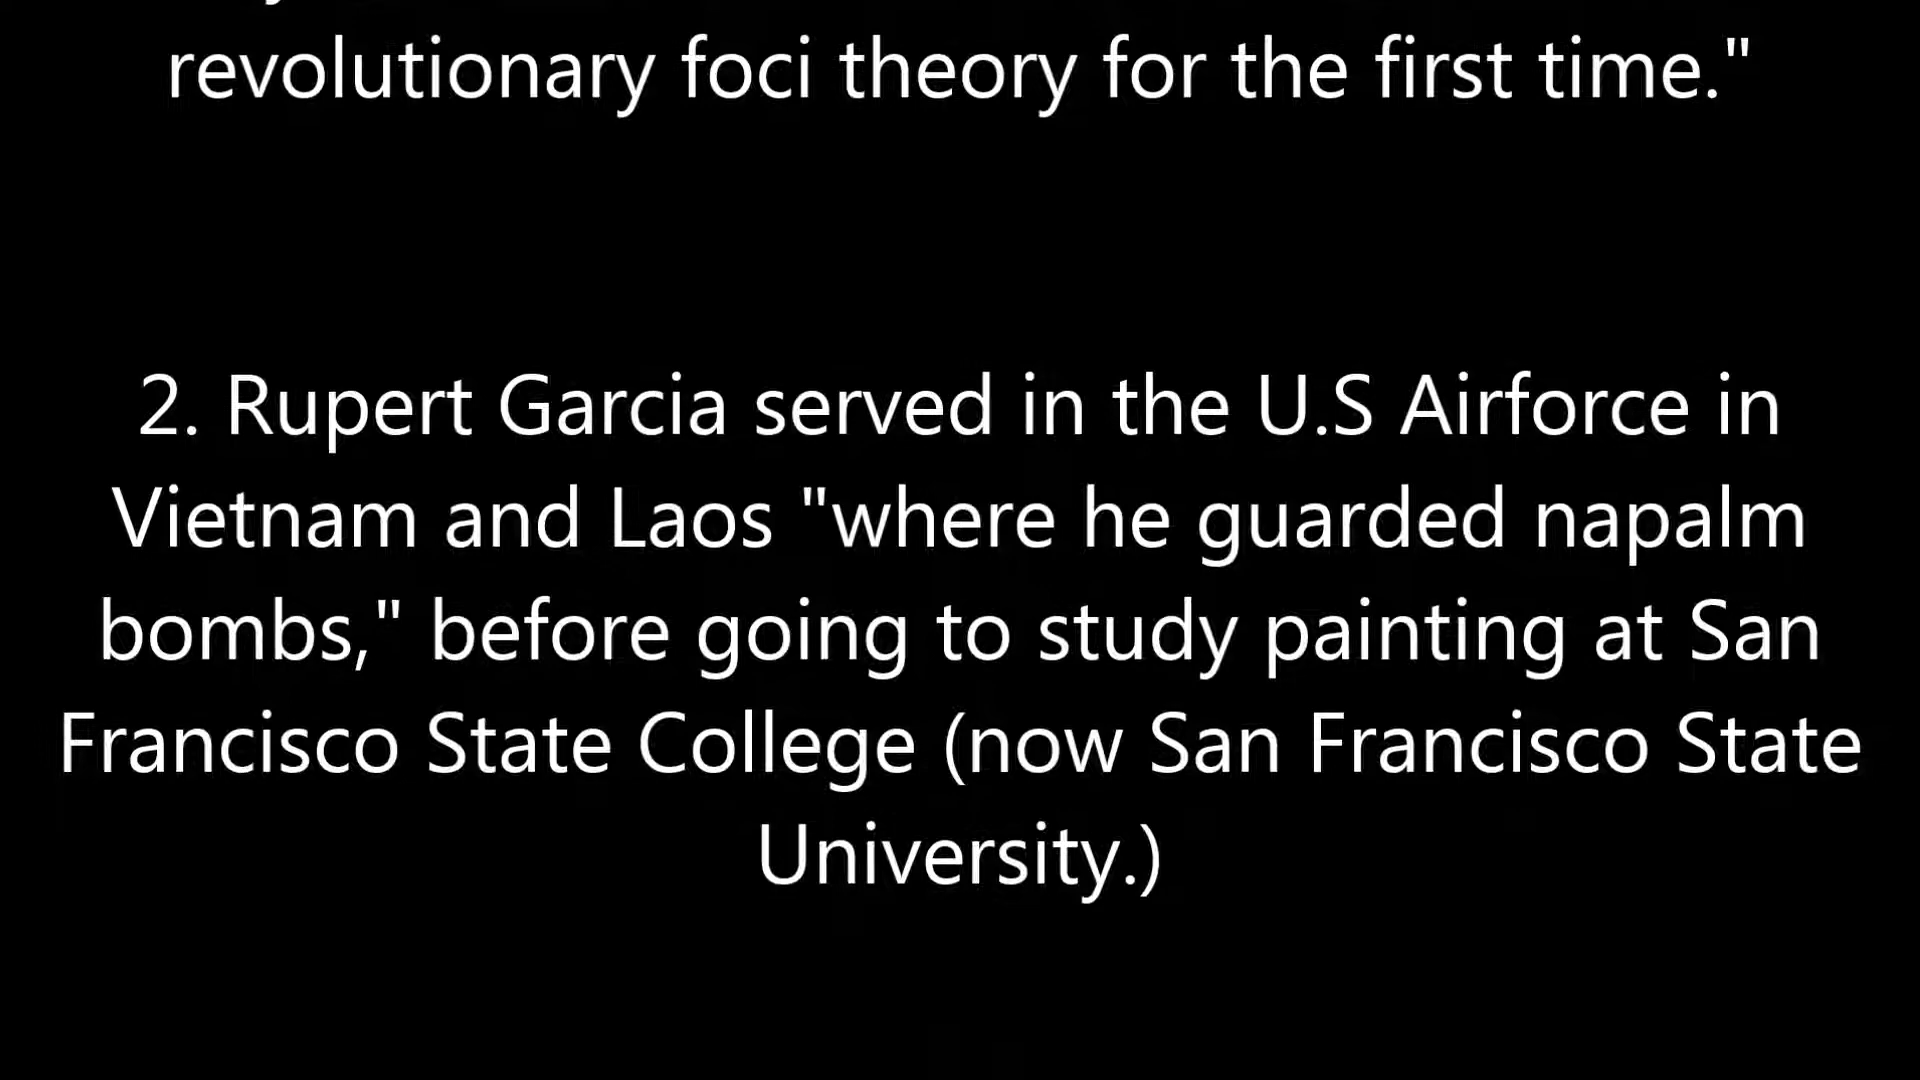 revolutionary foci theory for the first time."
2. Rupert Garcia served in the U.S Airforce in
Vietnam and Laos "where he guarded napalm
bombs," before going to study painting at San
Francisco State College (now San Francisco State
University.)